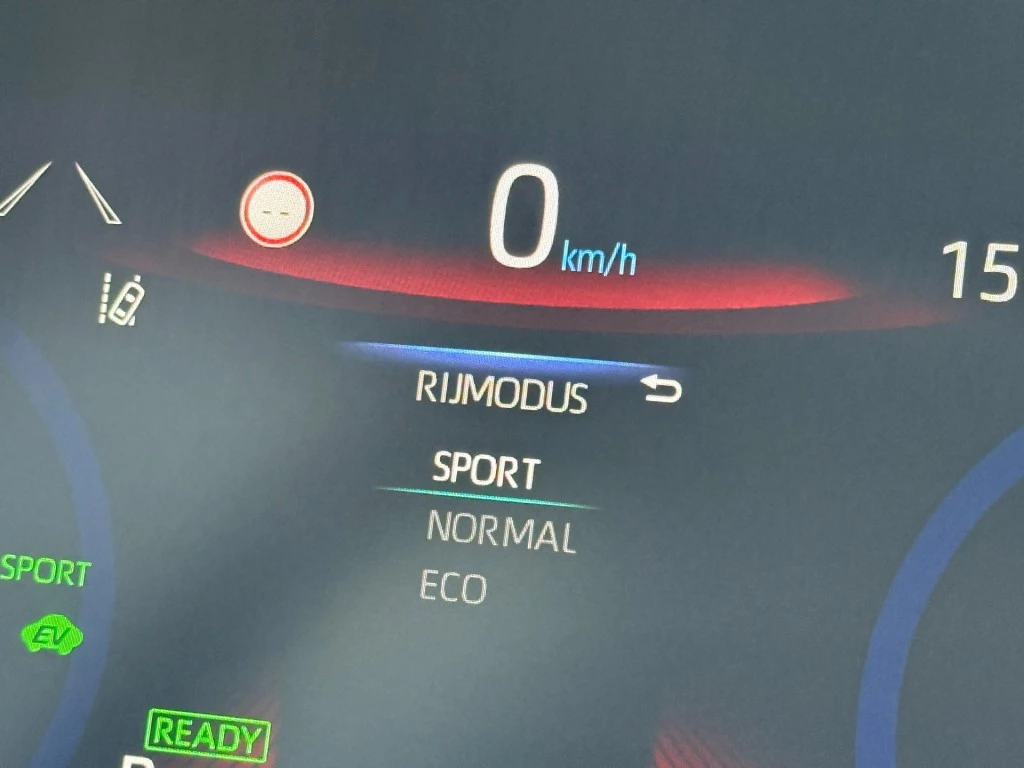 0 km/h
15
-- 
RIJMODUS
SPORT
NORMAL
ECO
SPORT
EV
READY